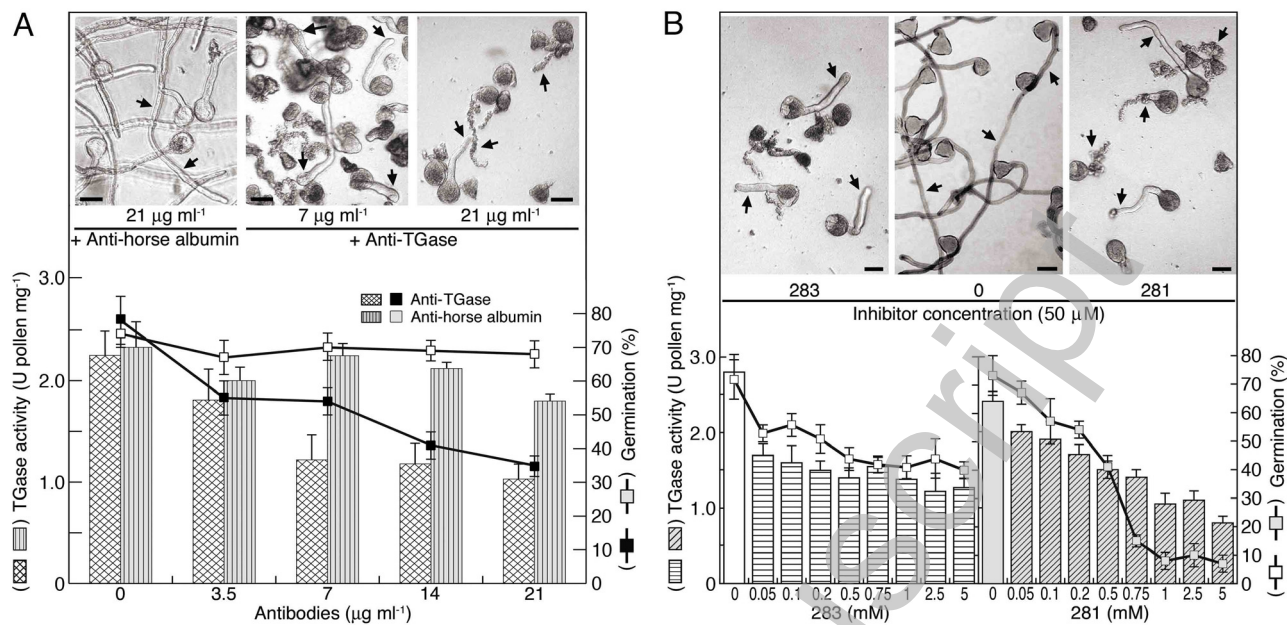 A
21 µg ml-1
7 µg ml-1
21 µg ml-1
+ Anti-horse albumin
+ Anti-TGase
3.0
2.0
1.0
0
( ) TGase activity (U pollen mg-1)
Anti-TGase
Anti-horse albumin
80
70
60
50
40
30
20
10
0
( ) Germination (%)
0
3.5
7
14
21
Antibodies (µg ml-1)
B
283
0
281
Inhibitor concentration (50 µM)
3.0
2.0
1.0
0
( ) TGase activity (U pollen mg-1)
80
70
60
50
40
30
20
10
0
( ) Germination (%)
0 0.05 0.1 0.2 0.5 0.75 1 2.5 5
0 0.05 0.1 0.2 0.5 0.75 1 2.5 5
283 (mM)
281 (mM)
script